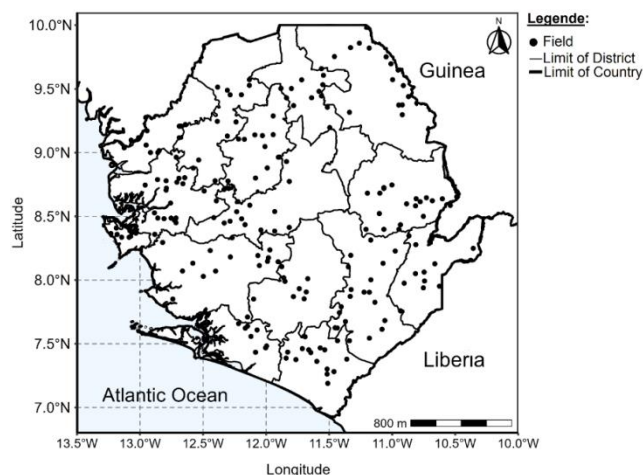 Legende:
Field
Limit of District
Limit of Country
N
Guinea
Liberia
Atlantic Ocean
800 m
Latitude
10.0°N
9.5°N
9.0°N
8.5°N
8.0°N
7.5°N
7.0°N
13.5°W 13.0°W 12.5°W 12.0°W 11.5°W 11.0°W 10.5°W 10.0°W
Longitude